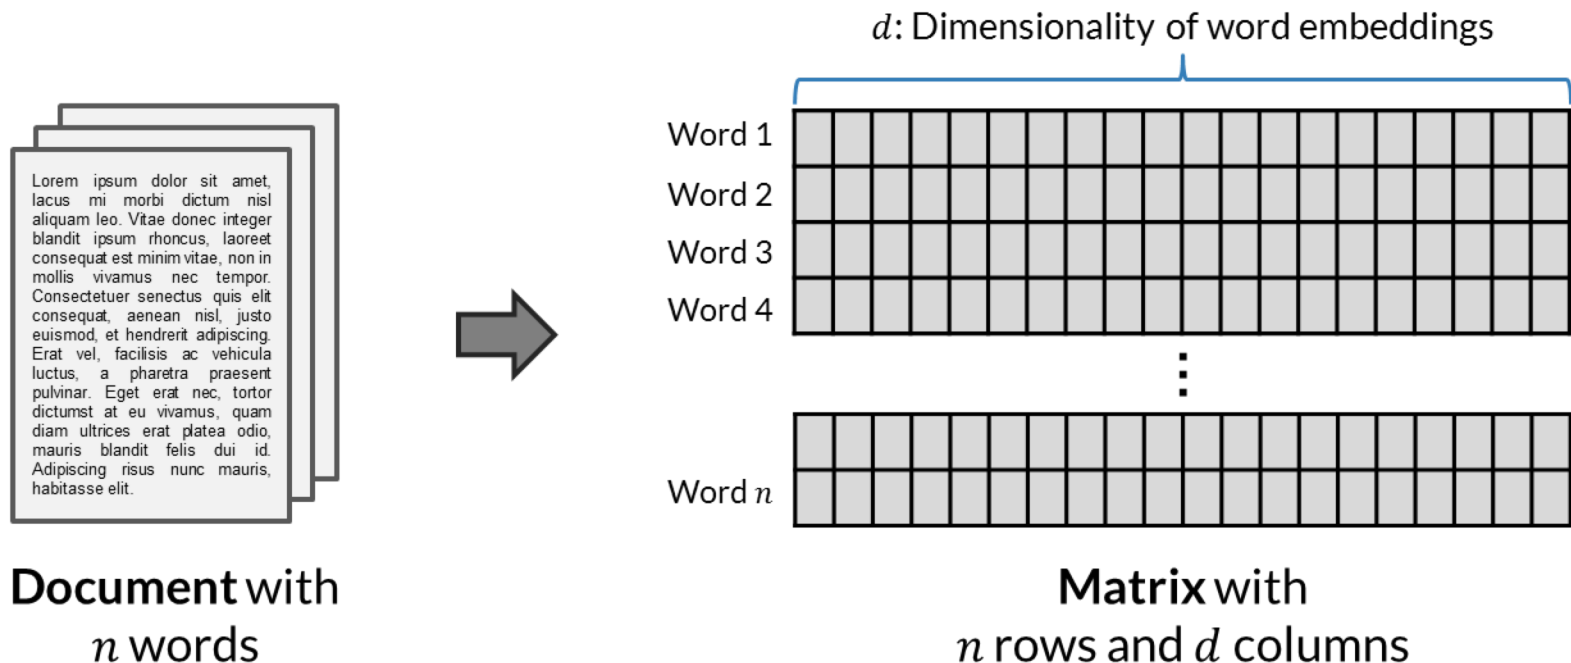 d: Dimensionality of word embeddings
Lorem ipsum dolor sit amet,
lacus mi morbi dictum nisl
aliquam leo. Vitae donec integer
blandit ipsum rhoncus, laoreet
consequat est minim vitae, non in
mollis vivamus nec tempor.
Consectetuer senectus quis elit
consequat, aenean nisl, justo
euismod, et hendrerit adipiscing.
Erat vel, facilisis ac vehicula
luctus, a pharetra praesent
pulvinar. Eget erat nec, tortor
dictumst at eu vivamus, quam
diam ultrices erat platea odio,
mauris blandit felis dui id.
Adipiscing risus nunc mauris,
habitasse elit.
Word 1
Word 2
Word 3
Word 4
⋮
Word n
Document with
n words
Matrix with
n rows and d columns